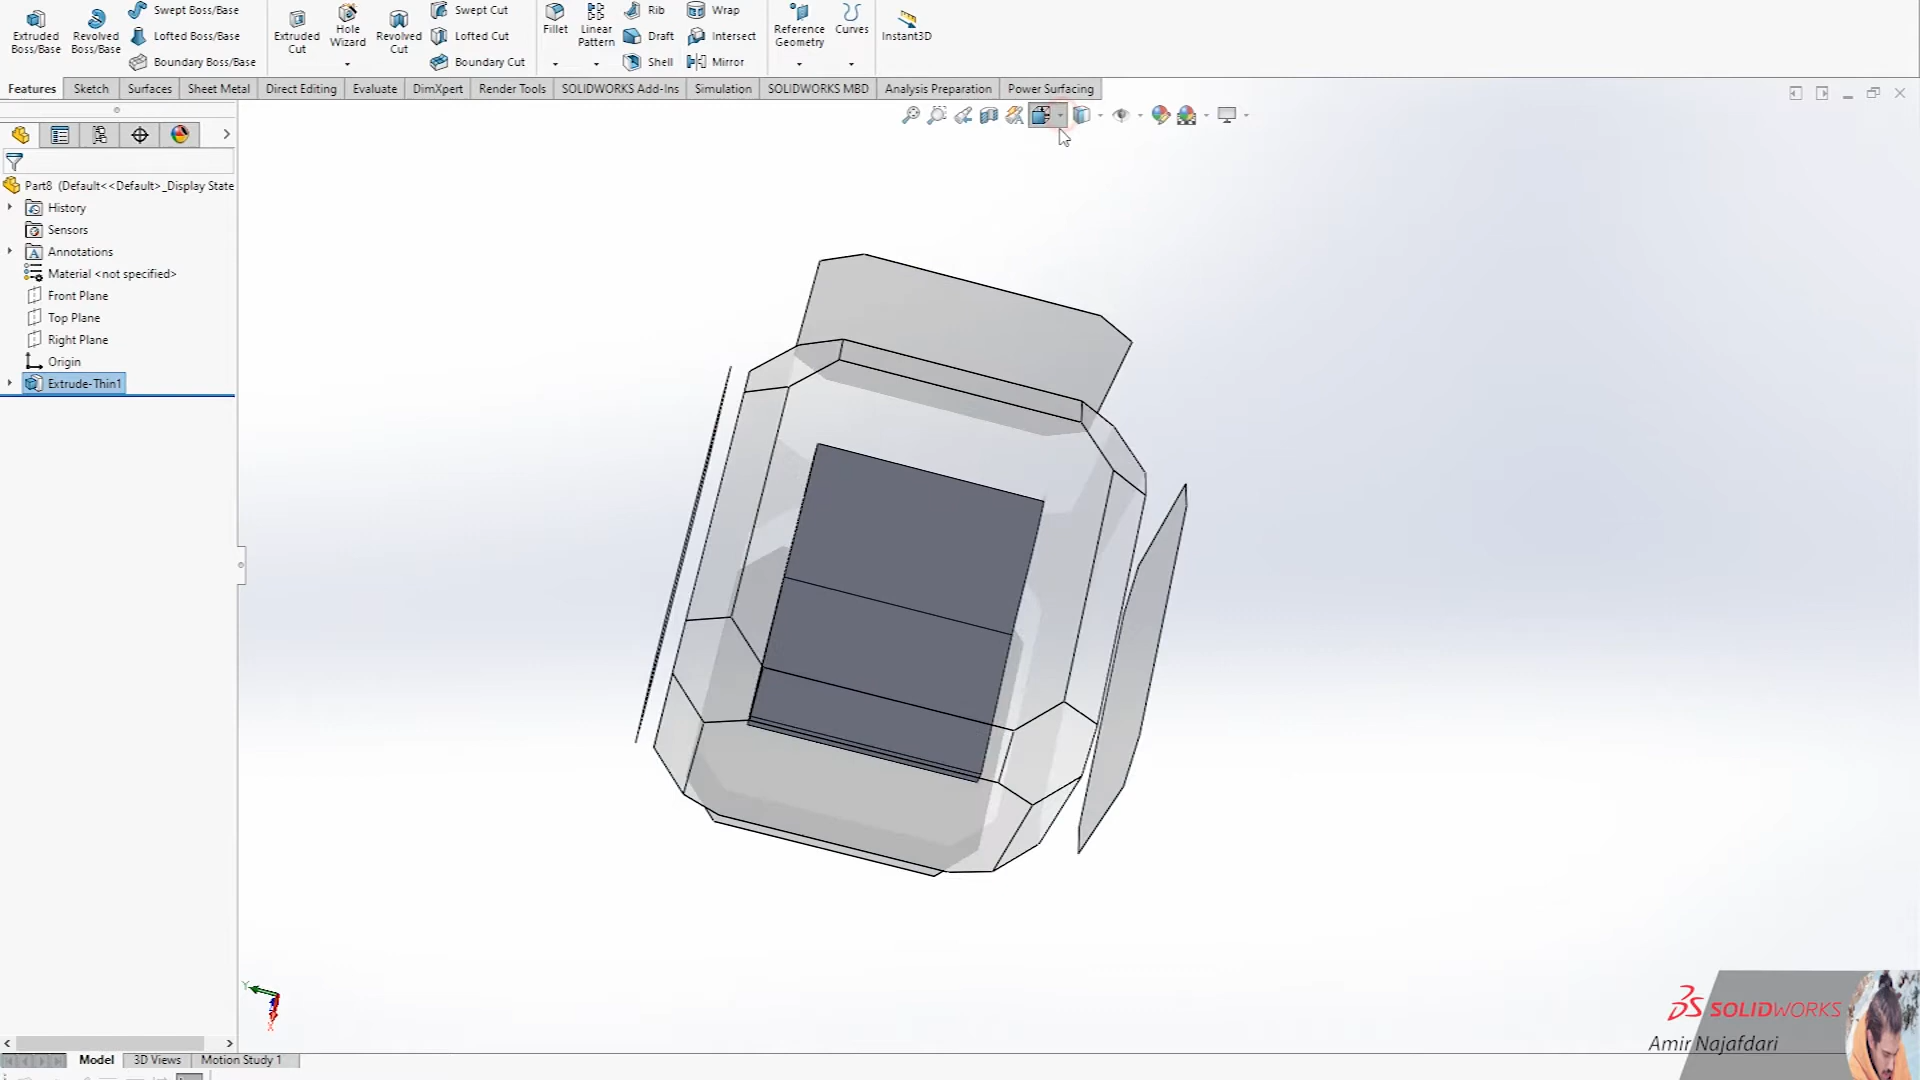 Extruded Boss/Base
Revolved Boss/Base
Swept Boss/Base
Lofted Boss/Base
Boundary Boss/Base
Extruded Cut
Hole Wizard
Revolved Cut
Swept Cut
Lofted Cut
Boundary Cut
Fillet
Linear Pattern
Rib
Draft
Shell
Wrap
Intersect
Mirror
Reference Geometry
Curves
Instant3D
Features
Sketch
Surfaces
Sheet Metal
Direct Editing
Evaluate
DimXpert
Render Tools
SOLIDWORKS Add-Ins
Simulation
SOLIDWORKS MBD
Analysis Preparation
Power Surfacing
Part8 (Default<<Default>_Display State
History
Sensors
Annotations
Material <not specified>
Front Plane
Top Plane
Right Plane
Origin
Extrude-Thin1
Y
X
SOLIDWORKS
Amir Najafdari
Model
3D Views
Motion Study 1